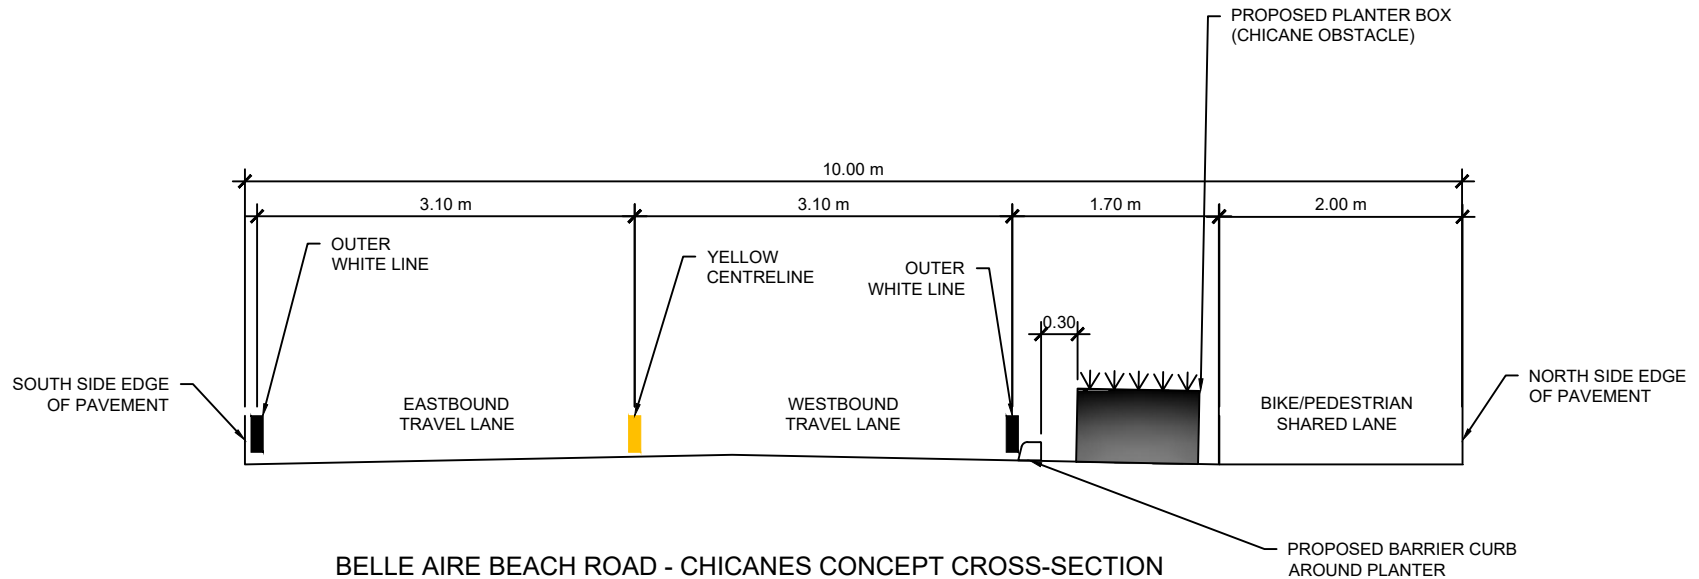 PROPOSED PLANTER BOX
(CHICANE OBSTACLE)
10.00 m
3.10 m
3.10 m
1.70 m
2.00 m
OUTER
WHITE LINE
YELLOW
CENTRELINE
OUTER
WHITE LINE
0.30
SOUTH SIDE EDGE
OF PAVEMENT
EASTBOUND
TRAVEL LANE
WESTBOUND
TRAVEL LANE
BIKE/PEDESTRIAN
SHARED LANE
NORTH SIDE EDGE
OF PAVEMENT
PROPOSED BARRIER CURB
AROUND PLANTER
BELLE AIRE BEACH ROAD - CHICANES CONCEPT CROSS-SECTION